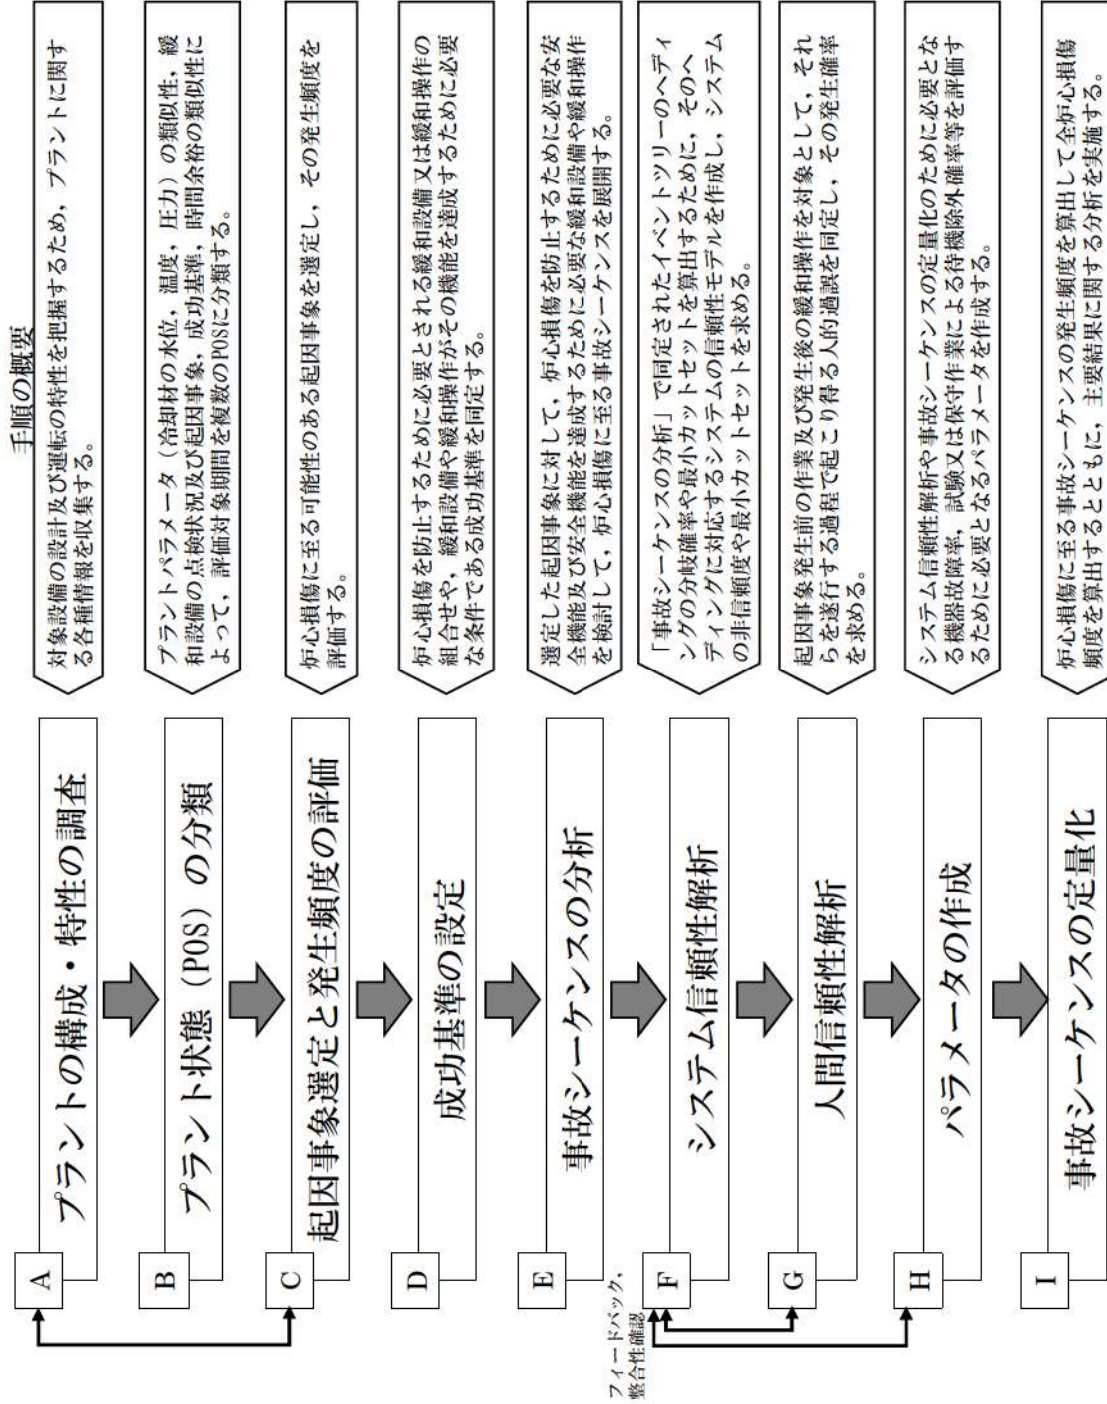 手順の概要
A
プラントの構成・特性の調査
対象設備の設計及び運転の特性を把握するため，プラントに関す
る各種情報を収集する。
B
プラント状態（POS）の分類
プラントパラメータ（冷却材の水位，温度，圧力）の類似性，緩
和設備の点検状況及び起因事象，成功基準，時間余裕の類似性に
よって，評価対象期間を複数のPOSに分類する。
C
起因事象選定と発生頻度の評価
炉心損傷に至る可能性のある起因事象を選定し，その発生頻度を
評価する。
D
成功基準の設定
炉心損傷を防止するために必要とされる緩和設備又は緩和操作の
組合せや，緩和設備や緩和操作がその機能を達成するために必要
な条件である成功基準を同定する。
E
事故シーケンスの分析
選定した起因事象に対して，炉心損傷を防止するために必要な安
全機能及び安全機能を達成するために必要な緩和設備や緩和操作
を検討して，炉心損傷に至る事故シーケンスを展開する。
フィードバック，
整合性確認
F
システム信頼性解析
「事故シーケンスの分析」で同定されたイベントツリーのヘディ
ングの分岐確率や最小カットセットを算出するために，そのヘ
ディングに対応するシステムの信頼性モデルを作成し，システム
の非信頼度や最小カットセットを求める。
G
人間信頼性解析
起因事象発生前の作業及び発生後の緩和操作を対象として，それ
らを遂行する過程で起こり得る人的過誤を同定し，その発生確率
を求める。
H
パラメータの作成
システム信頼性解析や事故シーケンスの定量化のために必要とな
る機器故障率，試験又は保守作業による待機除外確率等を評価す
るために必要となるパラメータを作成する。
I
事故シーケンスの定量化
炉心損傷に至る事故シーケンスの発生頻度を算出して全炉心損傷
頻度を算出するとともに，主要結果に関する分析を実施する。